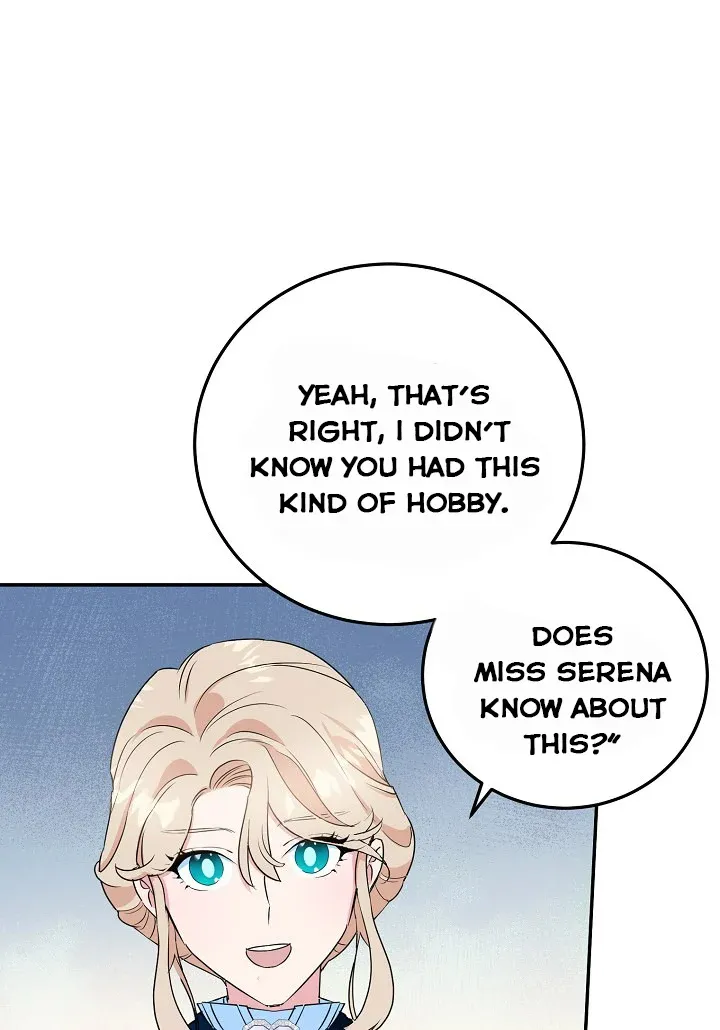 YEAH, THAT'S
RIGHT, I DIDN'T
KNOW YOU HAD THIS
KIND OF HOBBY.
DOES
MISS SERENA
KNOW ABOUT
THIS?"